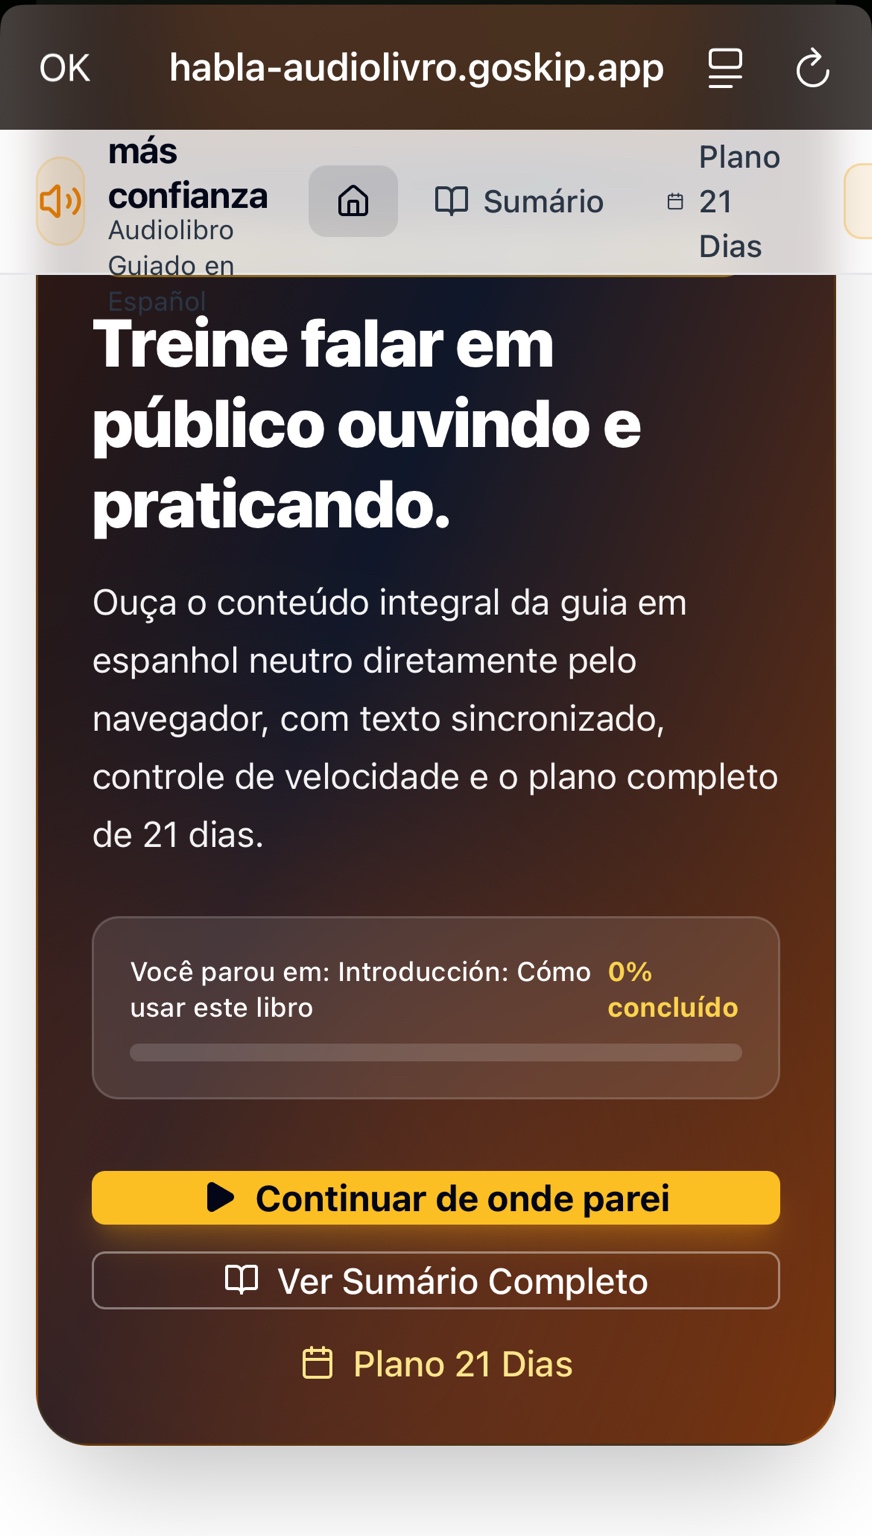 OK
habla-audiolivro.goskip.app
más
confianza
Audiolibro
Guiado en
Español
Sumário
Plano
21
Dias
Treine falar em
público ouvindo e
praticando.
Ouça o conteúdo integral da guia em
espanhol neutro diretamente pelo
navegador, com texto sincronizado,
controle de velocidade e o plano completo
de 21 dias.
Você parou em: Introducción: Cómo
usar este libro
0%
concluído
Continuar de onde parei
Ver Sumário Completo
Plano 21 Dias